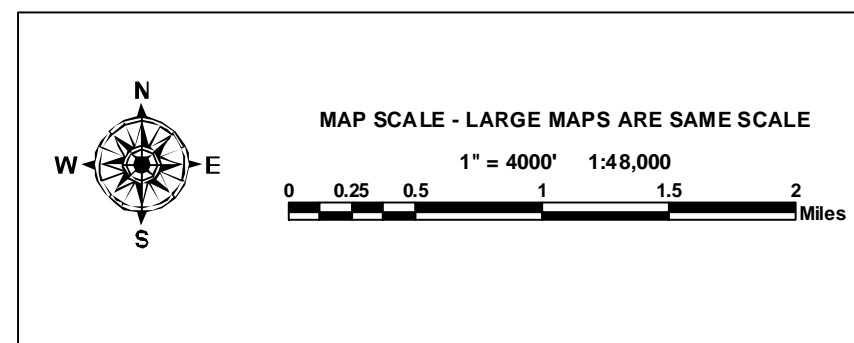 N
MAP SCALE - LARGE MAPS ARE SAME SCALE
W E
1" = 4000' 1:48,000
0 0.25 0.5 1 1.5 2
Miles
S